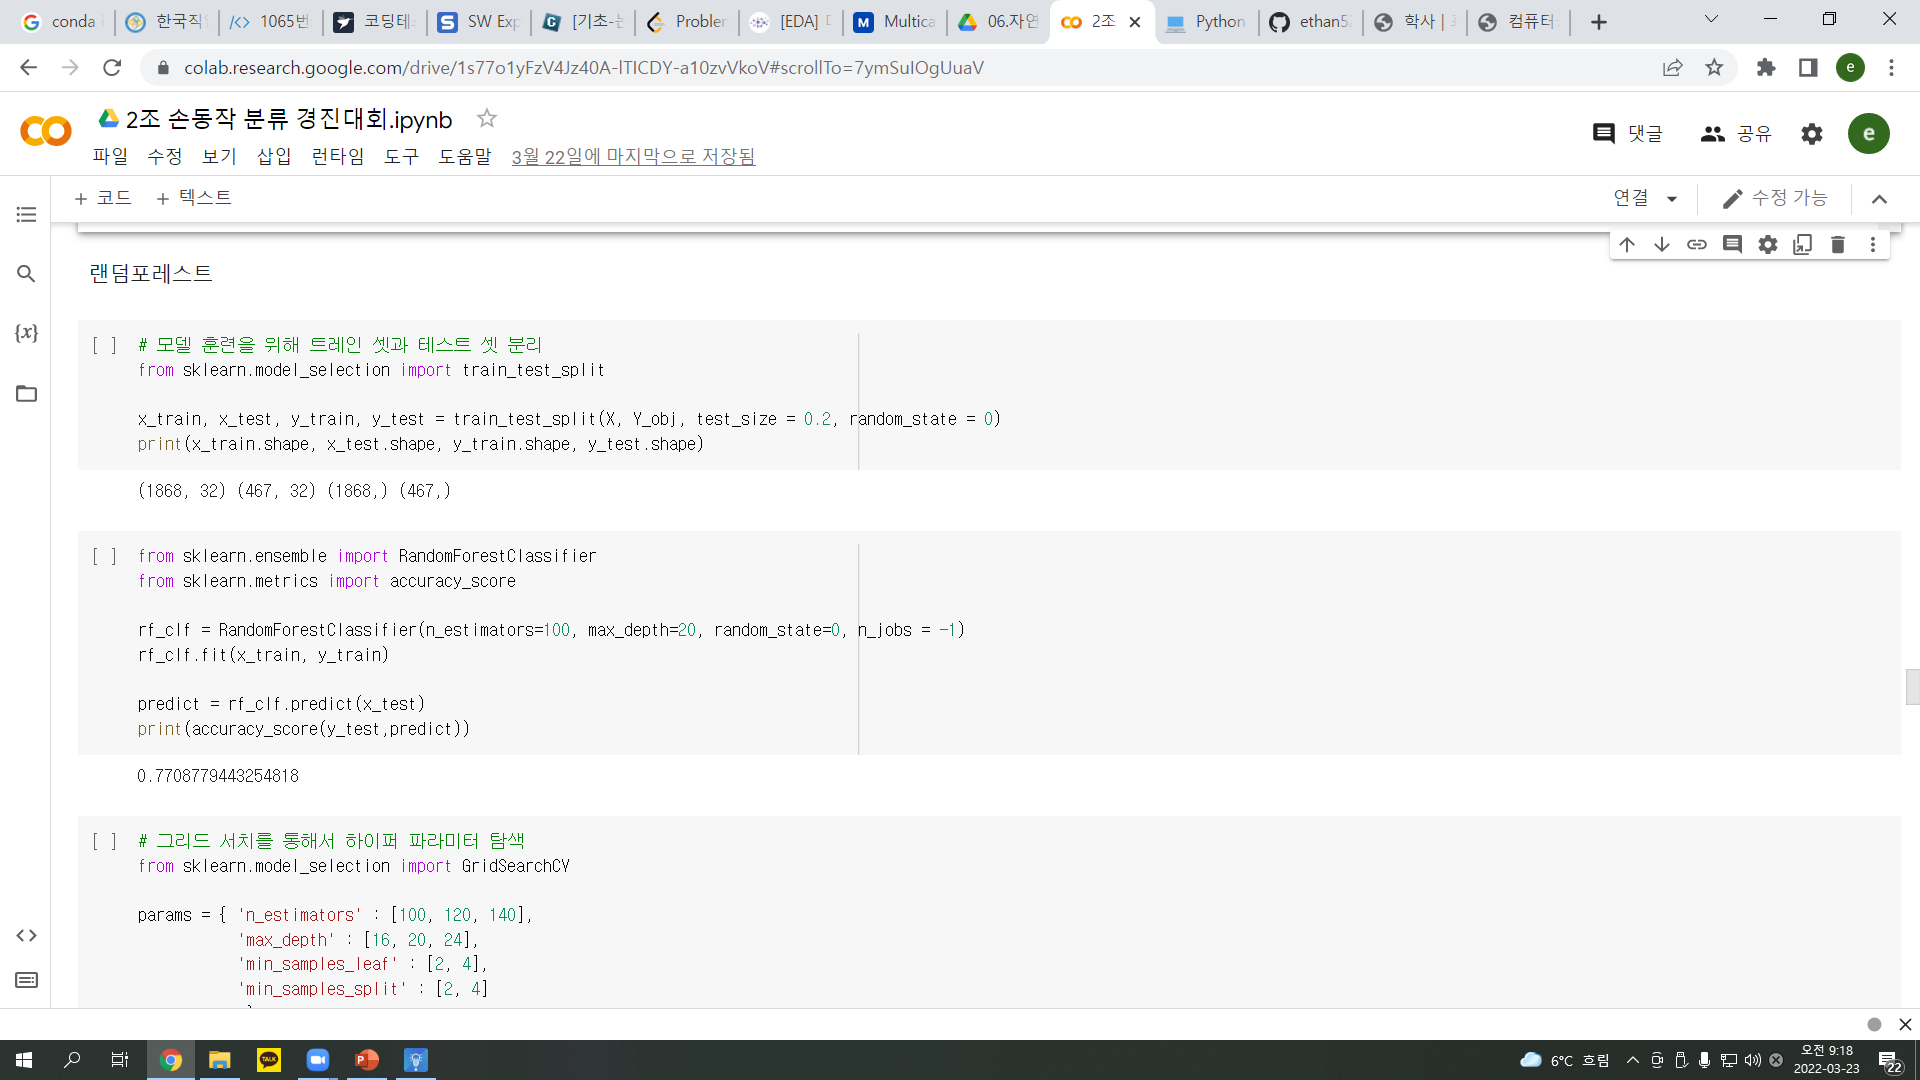 conda i
한국직업
1065번
코딩테스
SW Exp
[기초-논
Problem
[EDA]
Multica
06.자연
2조
Python
ethan52
학사 |
컴퓨터
colab.research.google.com/drive/1s77o1yFzV4Jz40A-lTICDY-a10zvVkoV#scrollTo=7ymSuIOgUuaV
e
2조 손동작 분류 경진대회.ipynb
댓글 공유 e
파일 수정 보기 삽입 런타임 도구 도움말 3월 22일에 마지막으로 저장됨
+ 코드 + 텍스트 연결 수정 가능
랜덤포레스트
{x}
[ ] # 모델 훈련을 위해 트레인 셋과 테스트 셋 분리
from sklearn.model_selection import train_test_split
x_train, x_test, y_train, y_test = train_test_split(X, Y_obj, test_size = 0.2, random_state = 0)
print(x_train.shape, x_test.shape, y_train.shape, y_test.shape)
(1868, 32) (467, 32) (1868,) (467,)
[ ] from sklearn.ensemble import RandomForestClassifier
from sklearn.metrics import accuracy_score
rf_clf = RandomForestClassifier(n_estimators=100, max_depth=20, random_state=0, n_jobs = -1)
rf_clf.fit(x_train, y_train)
predict = rf_clf.predict(x_test)
print(accuracy_score(y_test,predict))
0.7708779443254818
[ ] # 그리드 서치를 통해서 하이퍼 파라미터 탐색
from sklearn.model_selection import GridSearchCV
params = { 'n_estimators' : [100, 120, 140],
'max_depth' : [16, 20, 24],
'min_samples_leaf' : [2, 4],
'min_samples_split' : [2, 4]
TALK
6°C 흐림
오전 9:18
2022-03-23
22